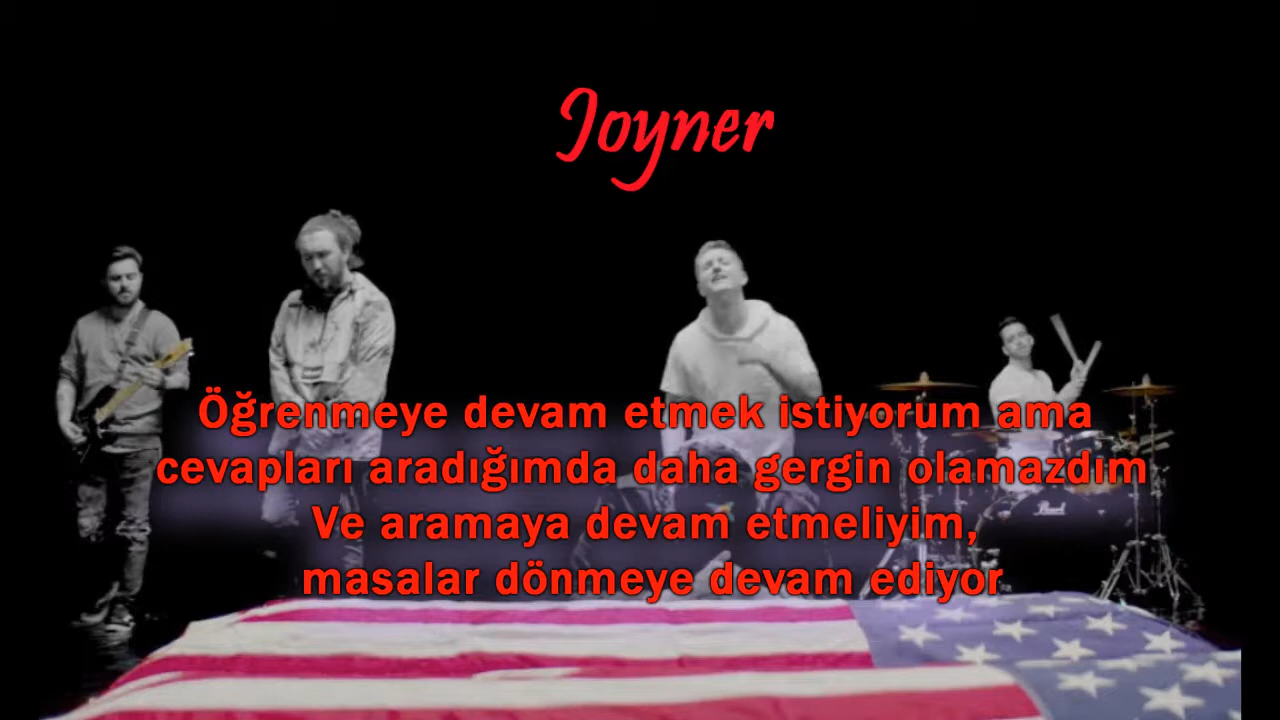 Joyner
Öğrenmeye devam etmek istiyorum ama
cevapları aradığımda daha gergin olamazdım
Ve aramaya devam etmeliyim,
masalar dönmeye devam ediyor
Pearl